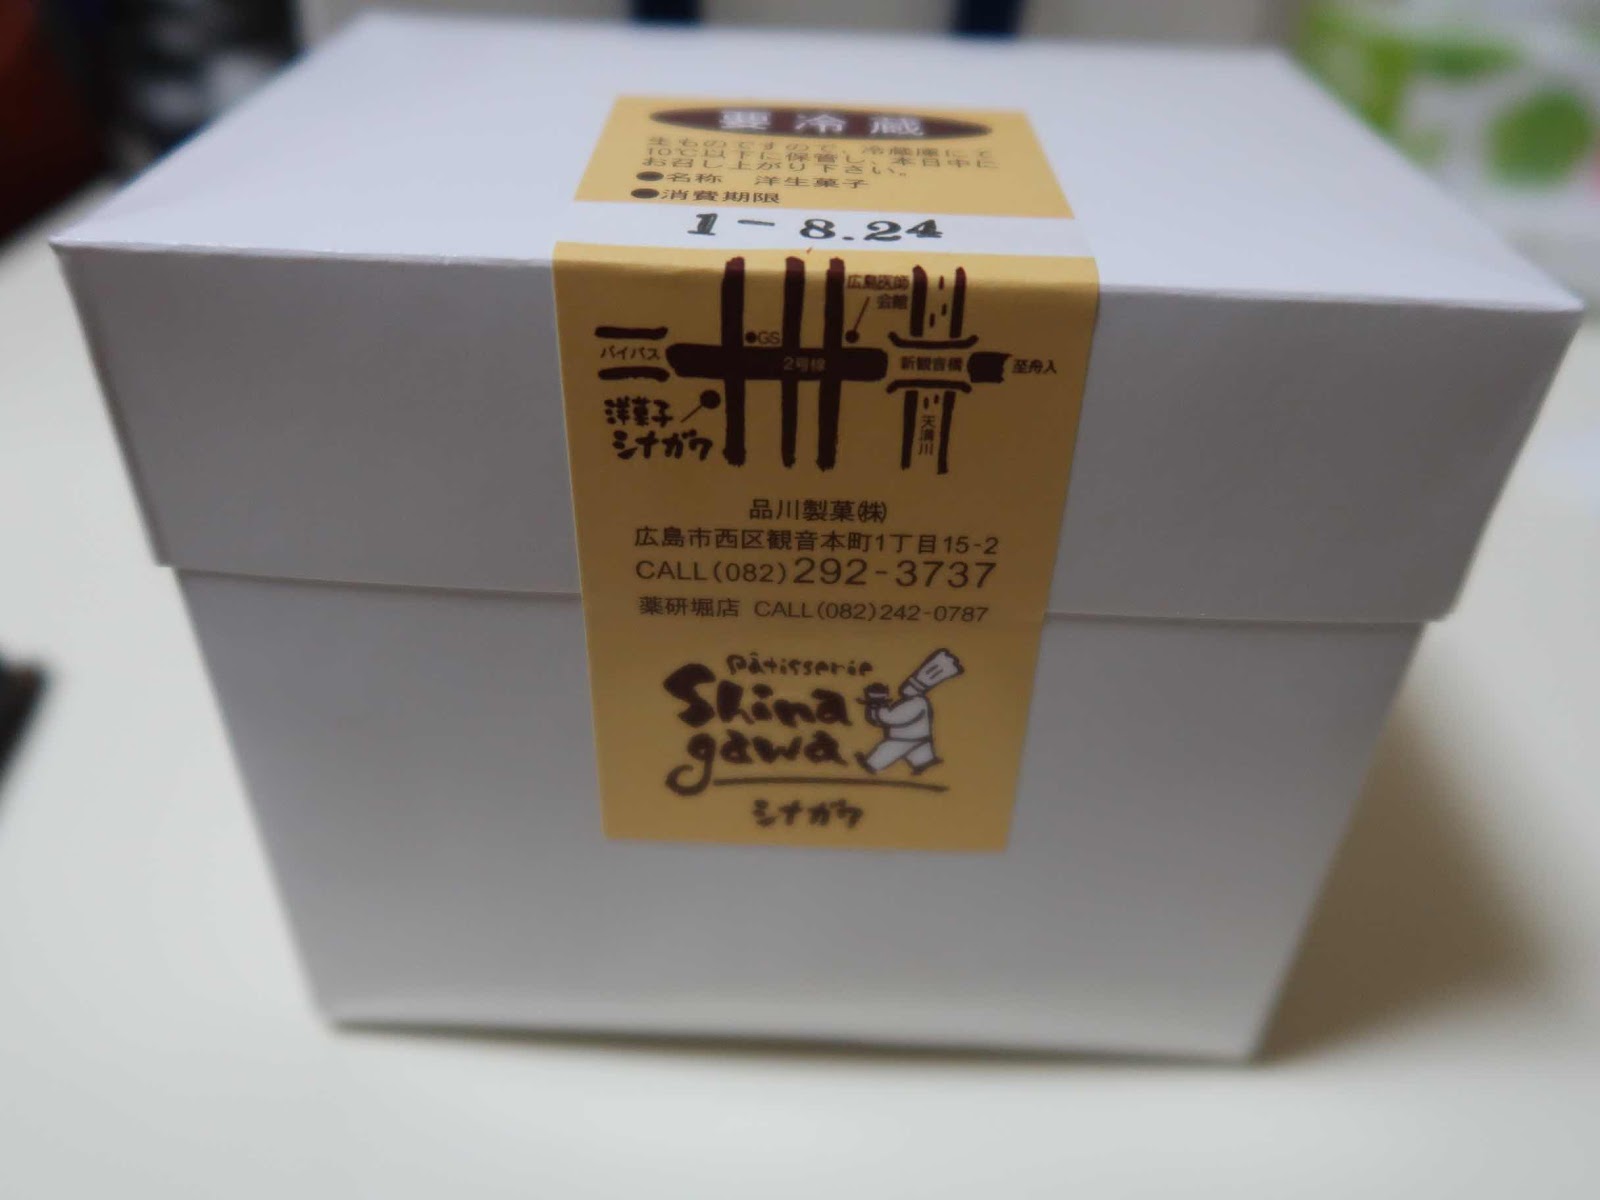 要冷蔵
生ものですので、冷蔵庫にて
10℃以下に保管し、本日中に
お召し上がり下さい。
●名称 洋生菓子
●消費期限
1-8.24
広島医師
会館
●GS
バイパス
2号線
新観音橋
至舟入
洋菓子
シナガワ
天満川
品川製菓㈱
広島市西区観音本町1丁目15-2
CALL(082)292-3737
薬研堀店 CALL(082)242-0787
pâtisserie
Shina
gawa
シナガワ